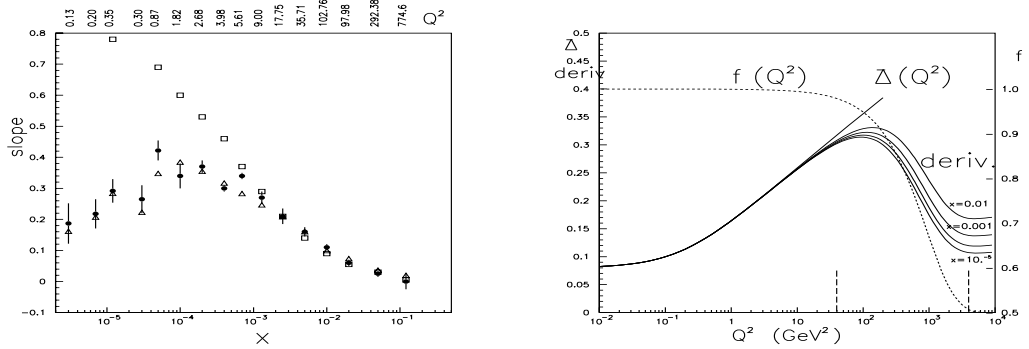 0.13 0.20 0.35 0.30 0.87 1.82 2.68 3.98 5.61 9.00 17.75 35.71 102.76 97.98 292.38 774.6 Q²
0.8
0.7
0.6
0.5
0.4
0.3
0.2
0.1
0
−0.1
slope
10⁻⁵ 10⁻⁴ 10⁻³ 10⁻² 10⁻¹
x
Δ̅
deriv
f
0.5
0.45
0.4
0.35
0.3
0.25
0.2
0.15
0.1
0.05
0
f (Q²) Δ̅ (Q²)
deriv.
x=0.01
x=0.001
x=10.⁻⁵
1.0
0.9
0.8
0.7
0.6
0.5
10⁻² 10⁻¹ 1 10 10² 10³ 10⁴
Q² (GeV²)